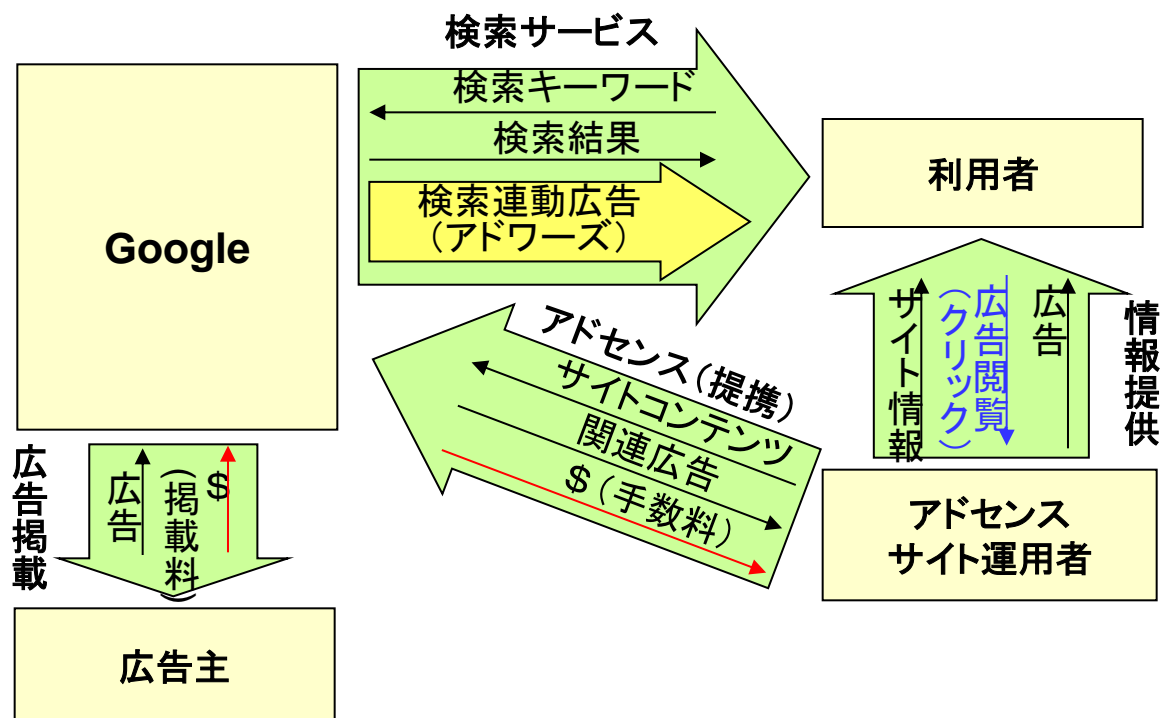 検索サービス
検索キーワード
検索結果
検索連動広告
（アドワーズ）
Google
利用者
アドセンス（提携）
サイトコンテンツ
関連広告
＄（手数料）
サイト情報
広告閲覧
（クリック）
広告
情報提供
広告掲載
広告
＄
（掲載料）
アドセンス
サイト運用者
広告主